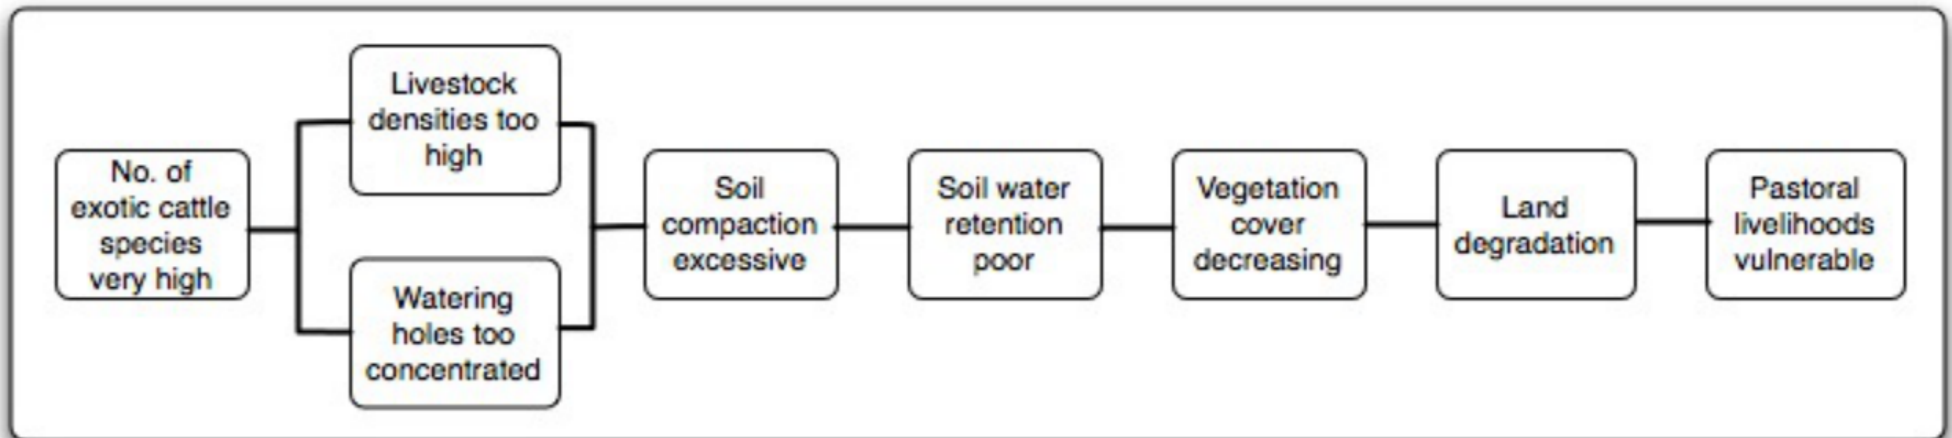 No. of
exotic cattle
species
very high
Livestock
densities too
high
Watering
holes too
concentrated
Soil
compaction
excessive
Soil water
retention
poor
Vegetation
cover
decreasing
Land
degradation
Pastoral
livelihoods
vulnerable